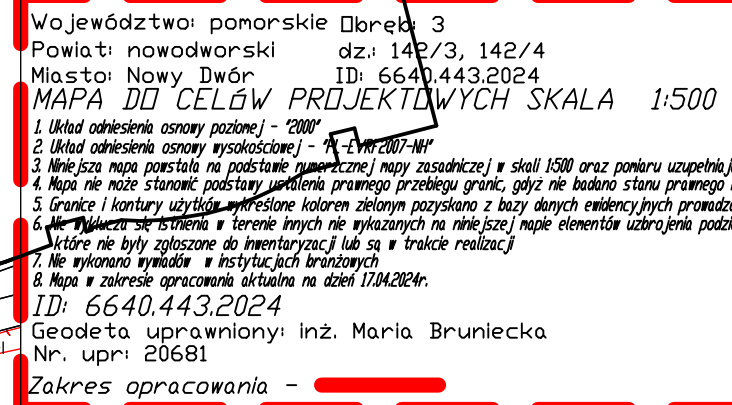 Województwo: pomorskie Obręb: 3
Powiat: nowodworski dz.: 142/3, 142/4
Miasto: Nowy Dwór ID: 6640.443.2024
MAPA DO CELÓW PROJEKTOWYCH SKALA 1:500
1. Układ odniesienia osnowy poziomej - "2000"
2. Układ odniesienia osnowy wysokościowej - "PL-EVRF2007-NH"
3. Niniejsza mapa powstała na podstawie numerycznej mapy zasadniczej w skali 1:500 oraz pomiaru
4. Mapa nie może stanowić podstawy ustalenia prawnego przebiegu granic, gdyż nie badano stanu prawnego
5. Granice i kontury użytków wykreślone kolorem zielonym pozyskano z bazy danych ewidencyjnych
6. Nie wyklucza się istnienia w terenie innych nie wykazanych na niniejszej mapie elementów uzbrojenia
które nie były zgłoszone do inwentaryzacji lub są w trakcie realizacji
7. Nie wykonano wywiadów w instytucjach branżowych
8. Mapa w zakresie opracowania aktualna na dzień 17.04.2024r.
ID: 6640.443.2024
Geodeta uprawniony: inż. Maria Bruniecka
Nr. upr: 20681
Zakres opracowania -